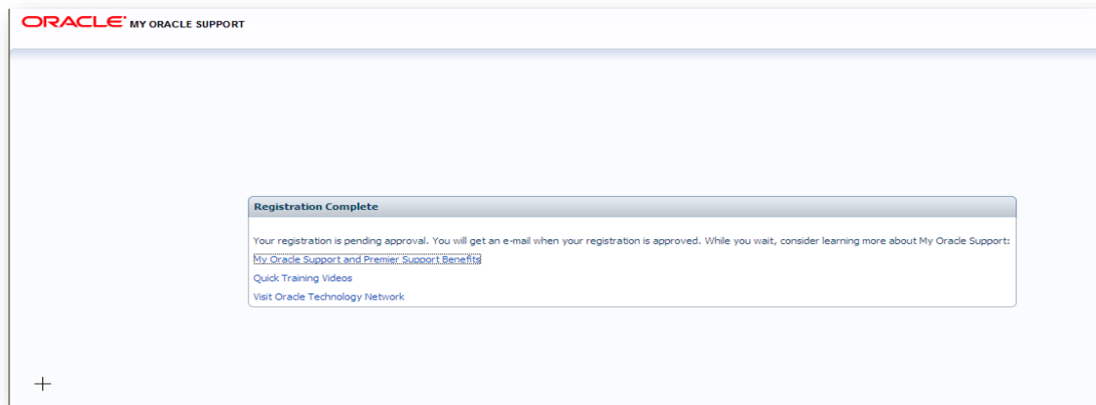 ORACLE® MY ORACLE SUPPORT
Registration Complete
Your registration is pending approval. You will get an e-mail when your registration is approved. While you wait, consider learning more about My Oracle Support:
My Oracle Support and Premier Support Benefits
Quick Training Videos
Visit Oracle Technology Network